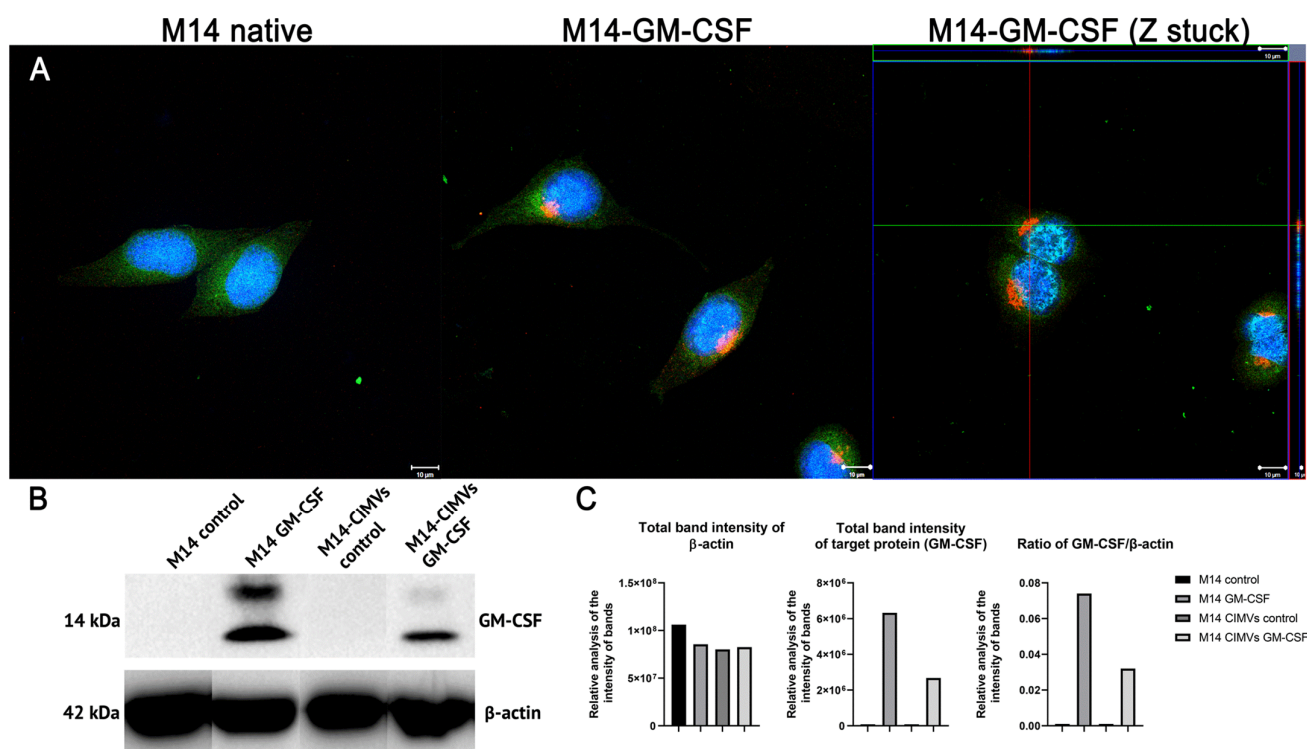 M14 native
M14-GM-CSF
M14-GM-CSF (Z stuck)
A
10 µm
10 µm
10 µm
10 µm
10 µ
B
M14 control
M14 GM-CSF
M14-CIMVs
control
M14-CIMVs
GM-CSF
14 kDa
GM-CSF
42 kDa
β-actin
C
Total band intensity of
β-actin
Relative analysis of the
intensity of bands
1.5×10⁸
1×10⁸
5×10⁷
0
Total band intensity
of target protein (GM-CSF)
Relative analysis of the
intensity of bands
8×10⁶
6×10⁶
4×10⁶
2×10⁶
0
Ratio of GM-CSF/β-actin
Relative analysis of the
intensity of bands
0.08
0.06
0.04
0.02
0.00
M14 control
M14 GM-CSF
M14 CIMVs control
M14 CIMVs GM-CSF